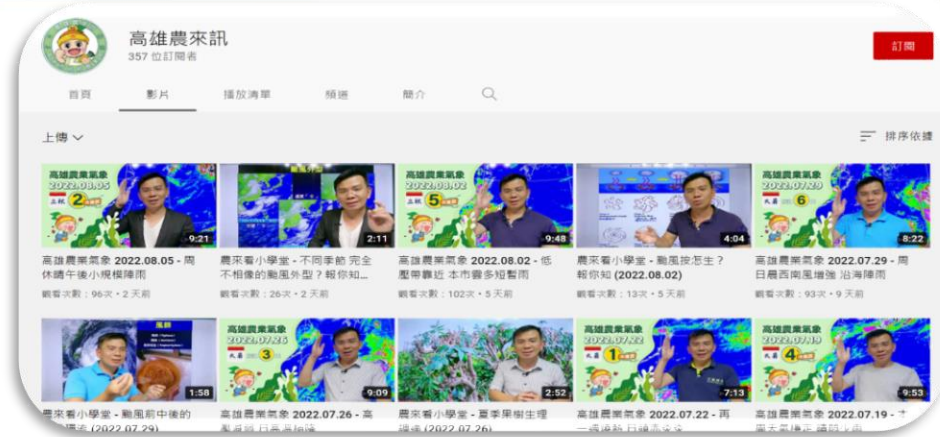 高雄農來訊
357 位訂閱者
訂閱
首頁
影片
播放清單
頻道
簡介
上傳
排序依據
高雄農業氣象
2022.08.05
2
9:21
高雄農業氣象 2022.08.05 - 周
休晴午後小規模陣雨
觀看次數：96次・2 天前
2:11
農來看小學堂 - 不同季節 完全
不相像的颱風外型？報你知...
觀看次數：26次・2 天前
高雄農業氣象
2022.08.02
5
9:48
高雄農業氣象 2022.08.02 - 低
壓帶靠近 本市雲多短暫雨
觀看次數：102次・5 天前
4:04
農來看小學堂 - 颱風按怎生？
報你知 (2022.08.02)
觀看次數：13次・5 天前
高雄農業氣象
2022.07.29
6
8:22
高雄農業氣象 2022.07.29 - 周
日晨西南風增強 沿海陣雨
觀看次數：93次・9 天前
1:58
農來看小學堂 - 颱風前中後的
(2022.07.29)
高雄農業氣象
2022.07.26
3
9:09
高雄農業氣象 2022.07.26 - 高
2:52
農來看小學堂 - 夏季果樹生理
(2022.07.26)
高雄農業氣象
2022.07.22
1
7:13
高雄農業氣象 2022.07.22 - 再
高雄農業氣象
2022.07.19
4
9:53
高雄農業氣象 2022.07.19 -